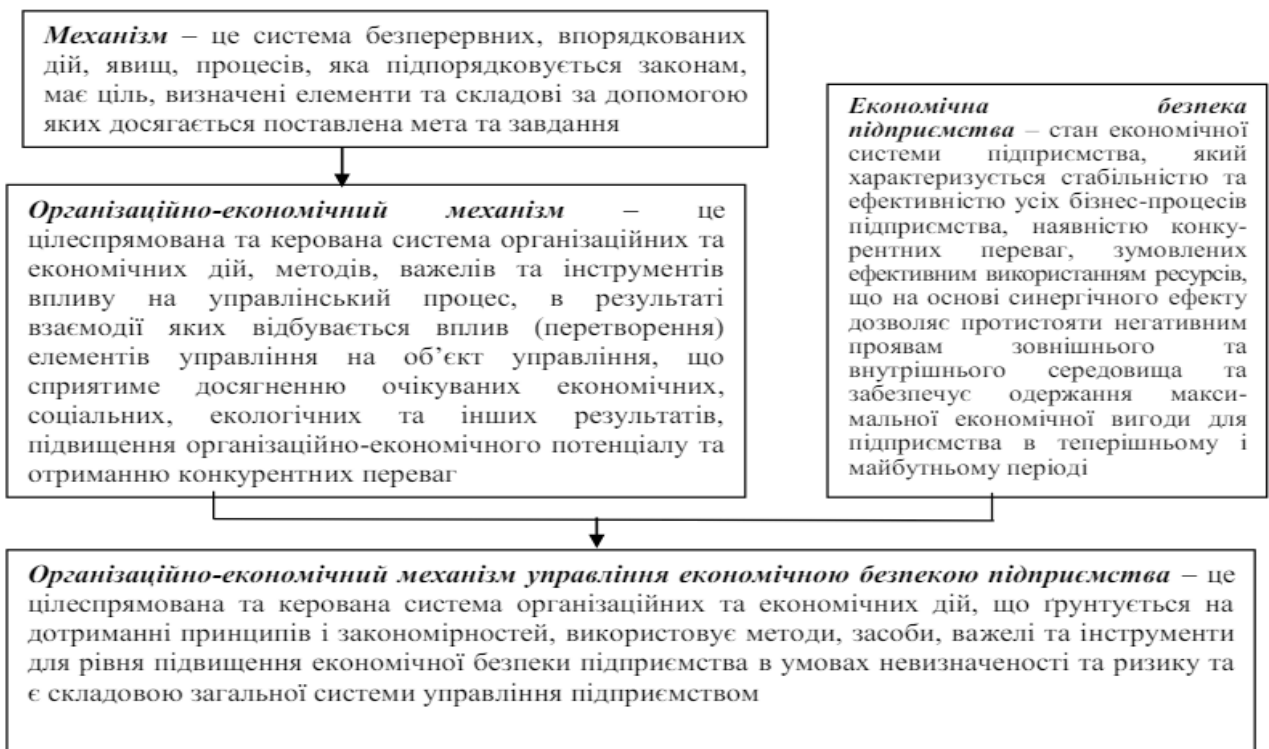 Механізм – це система безперервних, впорядкованих
дій, явищ, процесів, яка підпорядковується законам,
має ціль, визначені елементи та складові за допомогою
яких досягається поставлена мета та завдання
Організаційно-економічний механізм – це
цілеспрямована та керована система організаційних та
економічних дій, методів, важелів та інструментів
впливу на управлінський процес, в результаті
взаємодії яких відбувається вплив (перетворення)
елементів управління на об’єкт управління, що
сприятиме досягненню очікуваних економічних,
соціальних, екологічних та інших результатів,
підвищення організаційно-економічного потенціалу та
отриманню конкурентних переваг
Економічна безпека
підприємства – стан економічної
системи підприємства, який
характеризується стабільністю та
ефективністю усіх бізнес-процесів
підприємства, наявністю конку-
рентних переваг, зумовлених
ефективним використанням ресурсів,
що на основі синергічного ефекту
дозволяє протистояти негативним
проявам зовнішнього та
внутрішнього середовища та
забезпечує одержання макси-
мальної економічної вигоди для
підприємства в теперішньому і
майбутньому періоді
Організаційно-економічний механізм управління економічною безпекою підприємства – це
цілеспрямована та керована система організаційних та економічних дій, що ґрунтується на
дотриманні принципів і закономірностей, використовує методи, засоби, важелі та інструменти
для рівня підвищення економічної безпеки підприємства в умовах невизначеності та ризику та
є складовою загальної системи управління підприємством